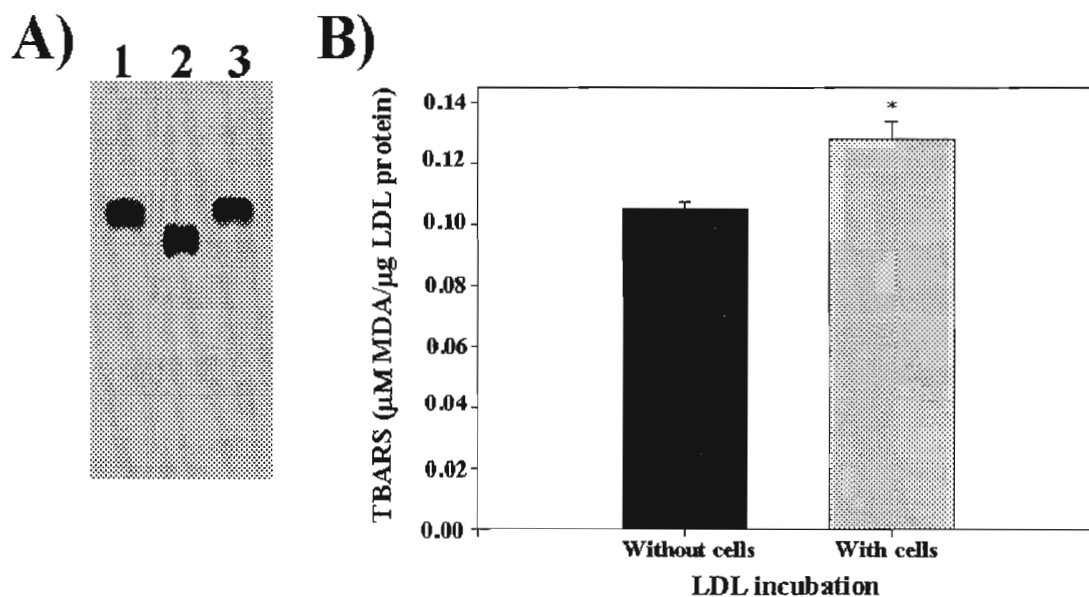 A)
1 2 3
B)
TBARS (µM MDA/µg LDL protein)
0.14
0.12
0.10
0.08
0.06
0.04
0.02
0.00
*
Without cells
With cells
LDL incubation